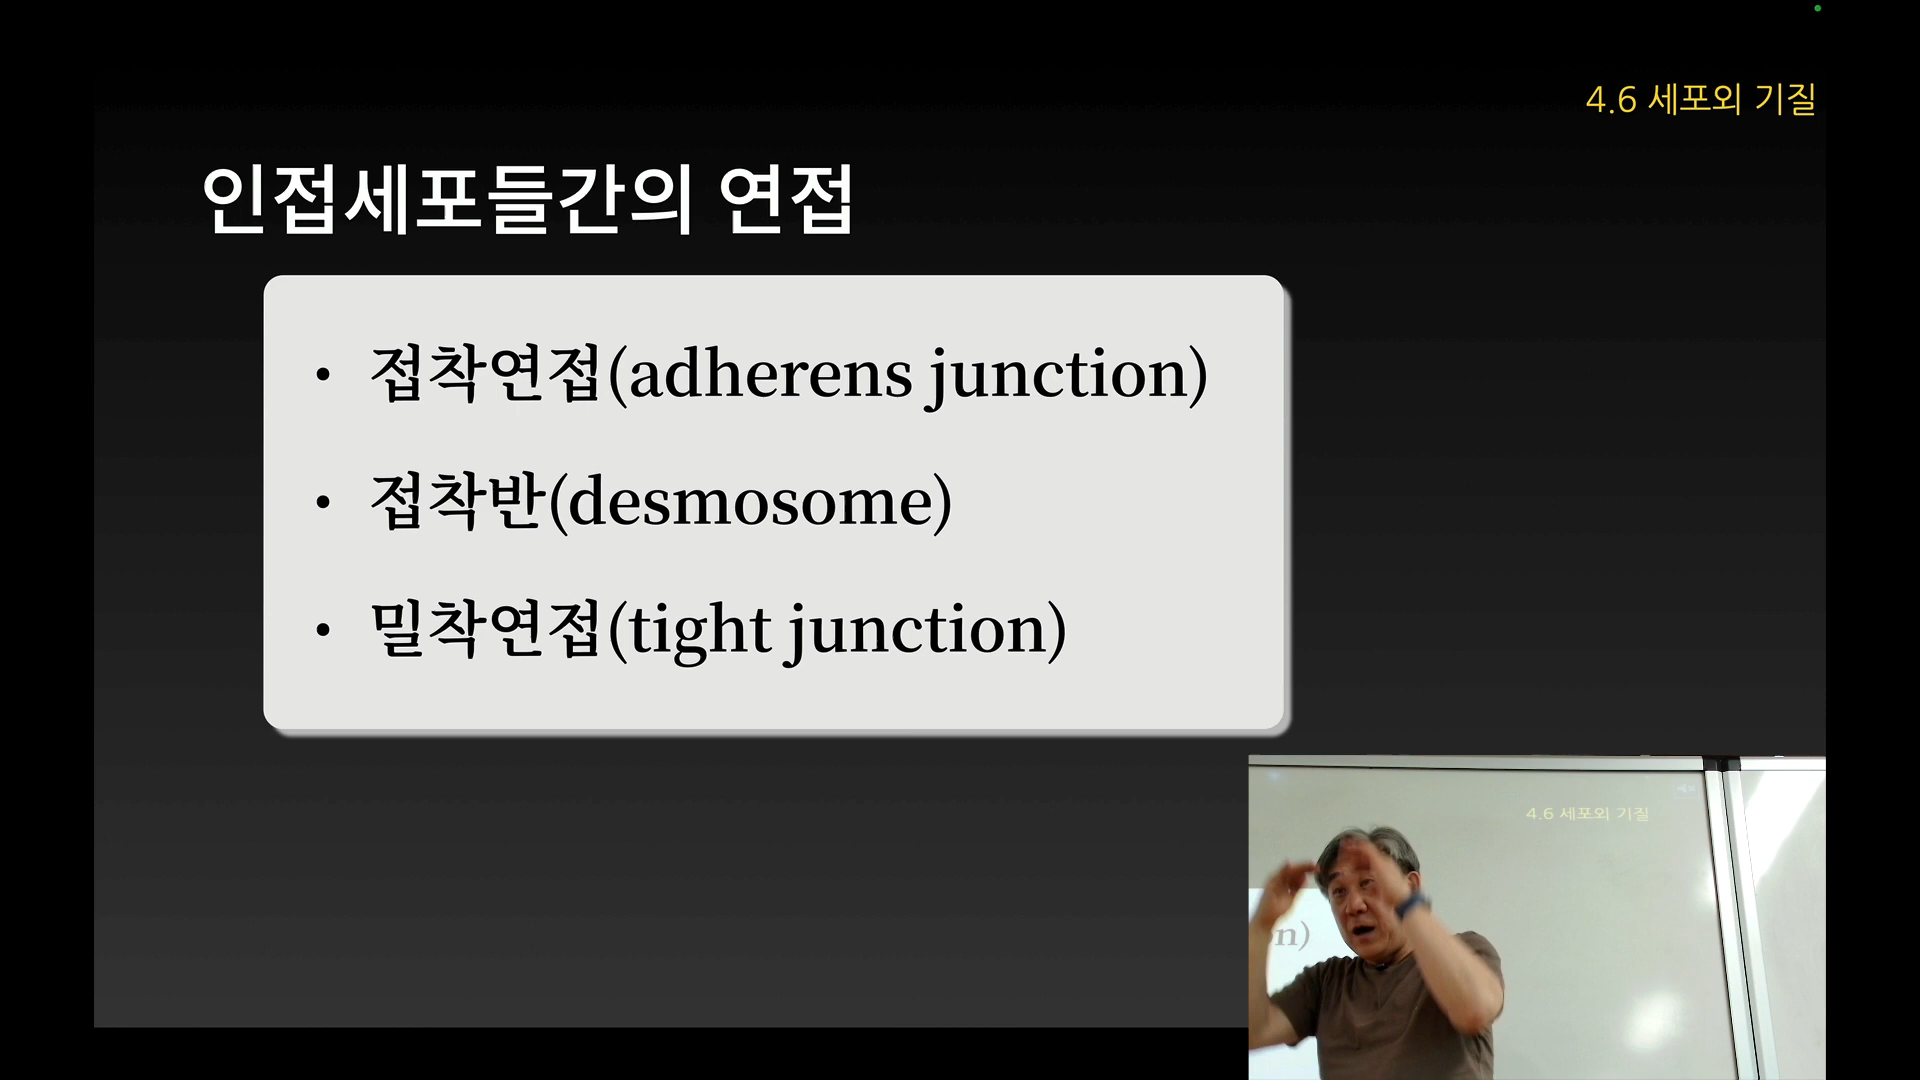 4.6 세포외 기질
인접세포들간의 연접
• 접착연접(adherens junction)
• 접착반(desmosome)
• 밀착연접(tight junction)
4.6 세포외 기질
n)